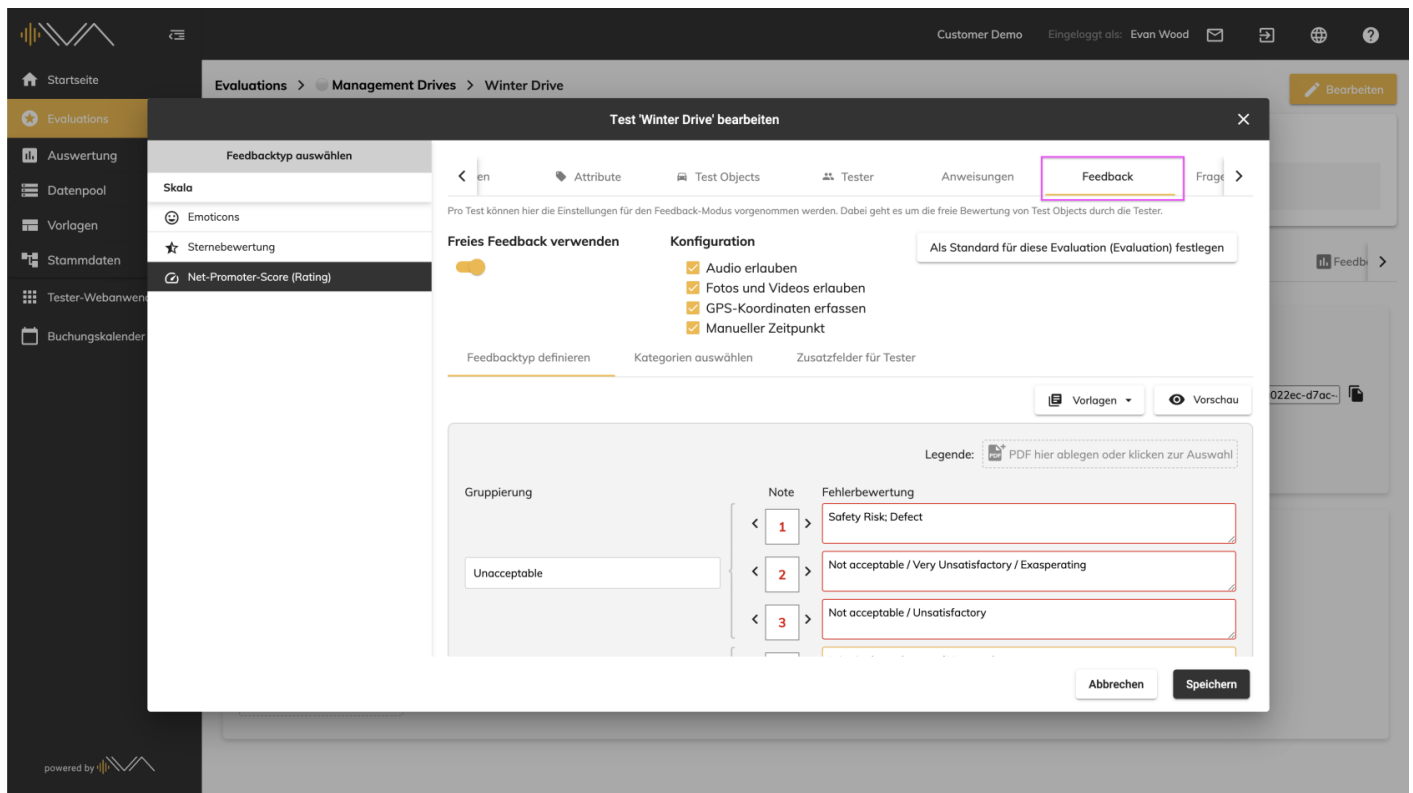 Customer Demo Eingeloggt als: Evan Wood
Startseite
Evaluations
Auswertung
Datenpool
Vorlagen
Stammdaten
Tester-Webanwen
Buchungskalender
powered by
Evaluations > Management Drives > Winter Drive
Bearbeiten
Test 'Winter Drive' bearbeiten
Feedbacktyp auswählen
Skala
Emoticons
Sternebewertung
Net-Promoter-Score (Rating)
en Attribute Test Objects Tester Anweisungen Feedback Frage
Pro Test können hier die Einstellungen für den Feedback-Modus vorgenommen werden. Dabei geht es um die freie Bewertung von Test Objects durch die Tester.
Freies Feedback verwenden
Konfiguration
Audio erlauben
Fotos und Videos erlauben
GPS-Koordinaten erfassen
Manueller Zeitpunkt
Als Standard für diese Evaluation (Evaluation) festlegen
Feedbacktyp definieren Kategorien auswählen Zusatzfelder für Tester
Vorlagen Vorschau
Legende: PDF PDF hier ablegen oder klicken zur Auswahl
Gruppierung Note Fehlerbewertung
1 Safety Risk; Defect
Unacceptable
2 Not acceptable / Very Unsatisfactory / Exasperating
3 Not acceptable / Unsatisfactory
Abbrechen Speichern
Feedb
022ec-d7ac-